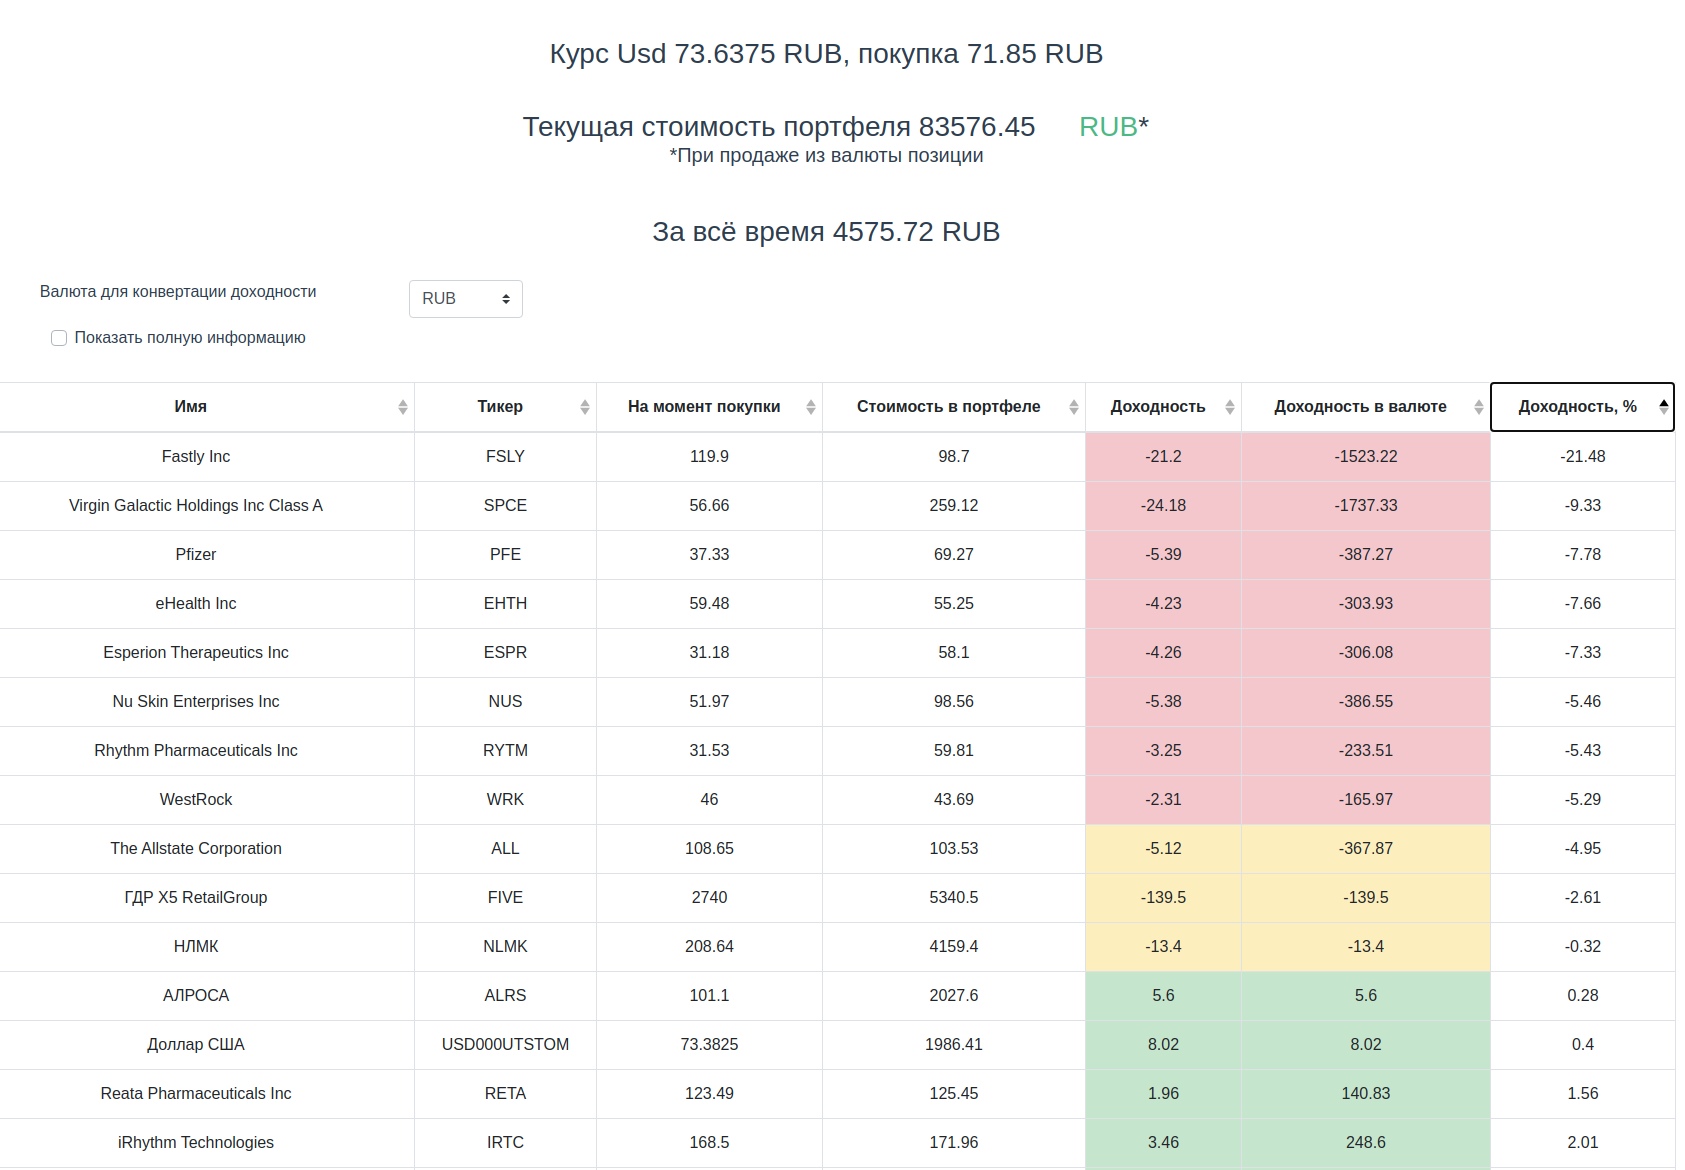 Курс Usd 73.6375 RUB, покупка 71.85 RUB
Текущая стоимость портфеля 83576.45 RUB*
*При продаже из валюты позиции
За всё время 4575.72 RUB
Валюта для конвертации доходности RUB
Показать полную информацию
Имя Тикер На момент покупки Стоимость в портфеле Доходность Доходность в валюте Доходность, %
Fastly Inc FSLY 119.9 98.7 -21.2 -1523.22 -21.48
Virgin Galactic Holdings Inc Class A SPCE 56.66 259.12 -24.18 -1737.33 -9.33
Pfizer PFE 37.33 69.27 -5.39 -387.27 -7.78
eHealth Inc EHTH 59.48 55.25 -4.23 -303.93 -7.66
Esperion Therapeutics Inc ESPR 31.18 58.1 -4.26 -306.08 -7.33
Nu Skin Enterprises Inc NUS 51.97 98.56 -5.38 -386.55 -5.46
Rhythm Pharmaceuticals Inc RYTM 31.53 59.81 -3.25 -233.51 -5.43
WestRock WRK 46 43.69 -2.31 -165.97 -5.29
The Allstate Corporation ALL 108.65 103.53 -5.12 -367.87 -4.95
ГДР X5 RetailGroup FIVE 2740 5340.5 -139.5 -139.5 -2.61
НЛМК NLMK 208.64 4159.4 -13.4 -13.4 -0.32
АЛРОСА ALRS 101.1 2027.6 5.6 5.6 0.28
Доллар США USD000UTSTOM 73.3825 1986.41 8.02 8.02 0.4
Reata Pharmaceuticals Inc RETA 123.49 125.45 1.96 140.83 1.56
iRhythm Technologies IRTC 168.5 171.96 3.46 248.6 2.01